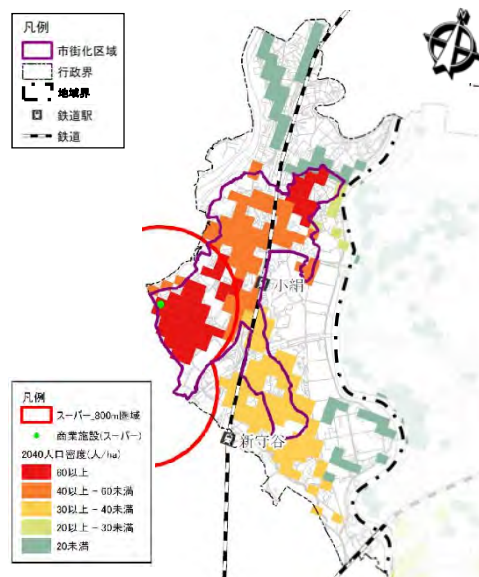 凡例
市街化区域
行政界
地域界
鉄道駅
鉄道
小絹
新守谷
凡例
スーパー_800m圏域
商業施設(スーパー)
2040人口密度(人/ha)
60以上
40以上 - 60未満
30以上 - 40未満
20以上 - 30未満
20未満